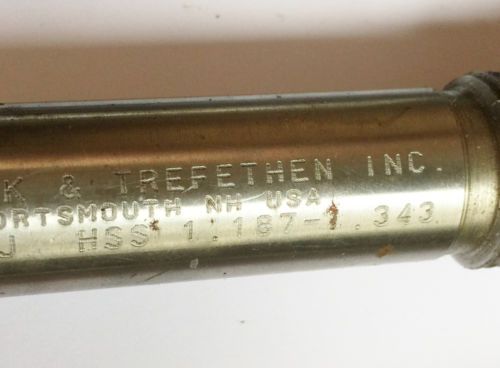 K & TREFETHEN INC.
PORTSMOUTH NH USA
HSS 1.187-1.343